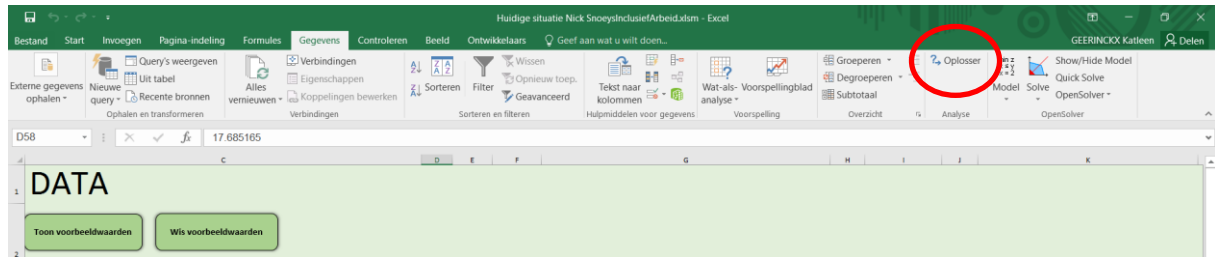 Huidige situatie Nick SnoeysInclusiefArbeid.xlsm - Excel
Bestand Start Invoegen Pagina-indeling Formules Gegevens Controleren Beeld Ontwikkelaars Geef aan wat u wilt doen... GEERINCKX Katleen Delen
Externe gegevens ophalen
Nieuwe query
Query's weergeven
Uit tabel
Recente bronnen
Ophalen en transformeren
Alles vernieuwen
Verbindingen
Eigenschappen
Koppelingen bewerken
Verbindingen
Sorteren
Filter
Wissen
Opnieuw toep.
Geavanceerd
Sorteren en filteren
Tekst naar kolommen
Hulpmiddelen voor gegevens
Wat-als-analyse
Voorspellingblad
Voorspelling
Groeperen
Degroeperen
Subtotaal
Overzicht
Oplosser
Analyse
Model
Solve
Show/Hide Model
Quick Solve
OpenSolver
OpenSolver
D58 fx 17.685165
C D E F G H I J K
1 DATA
Toon voorbeeldwaarden Wis voorbeeldwaarden
2